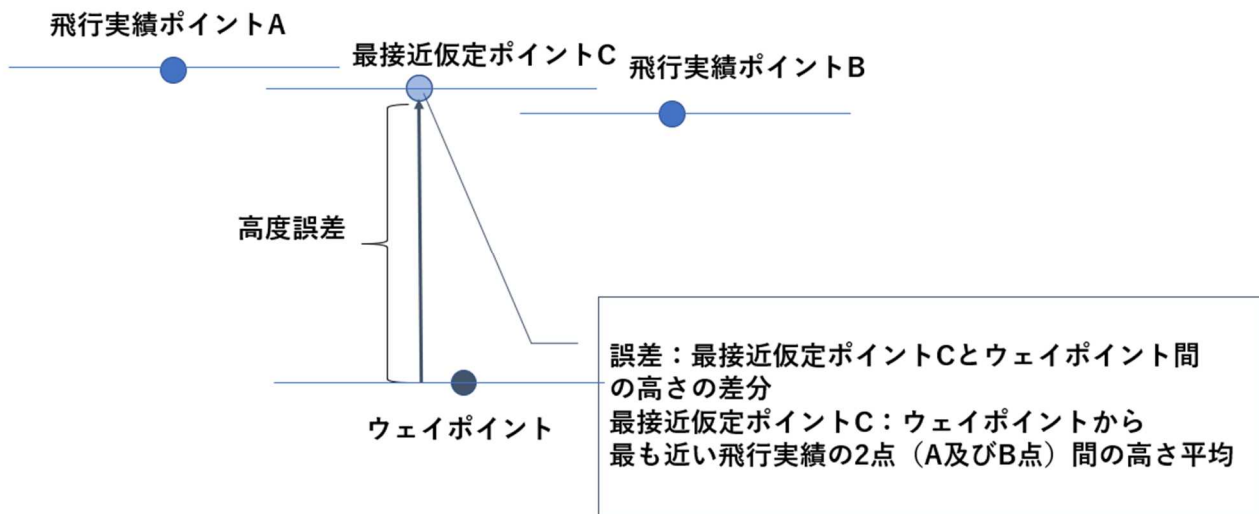 飛行実績ポイントA
最接近仮定ポイントC
飛行実績ポイントB
高度誤差
ウェイポイント
誤差：最接近仮定ポイントCとウェイポイント間
の高さの差分
最接近仮定ポイントC：ウェイポイントから
最も近い飛行実績の2点（A及びB点）間の高さ平均